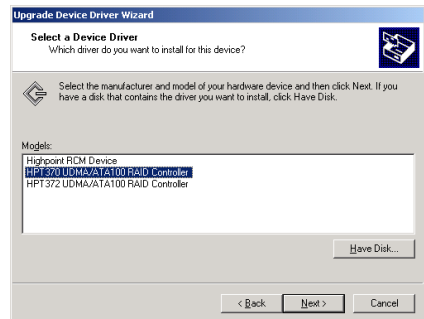 Upgrade Device Driver Wizard
Select a Device Driver
Which driver do you want to install for this device?
Select the manufacturer and model of your hardware device and then click Next. If you
have a disk that contains the driver you want to install, click Have Disk.
Models:
Highpoint RCM Device
HPT370 UDMA/ATA100 RAID Controller
HPT372 UDMA/ATA100 RAID Controller
Have Disk...
< Back
Next >
Cancel